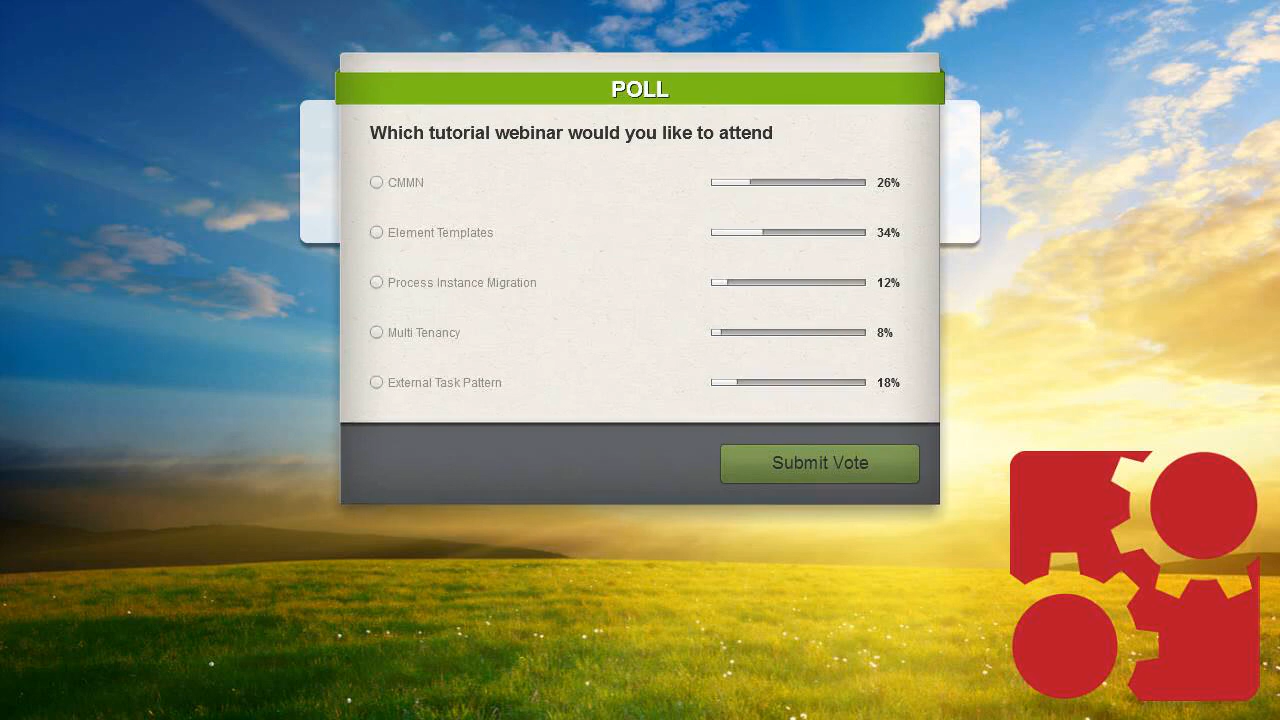 POLL
Which tutorial webinar would you like to attend
CMMN 26%
Element Templates 34%
Process Instance Migration 12%
Multi Tenancy 8%
External Task Pattern 18%
Submit Vote